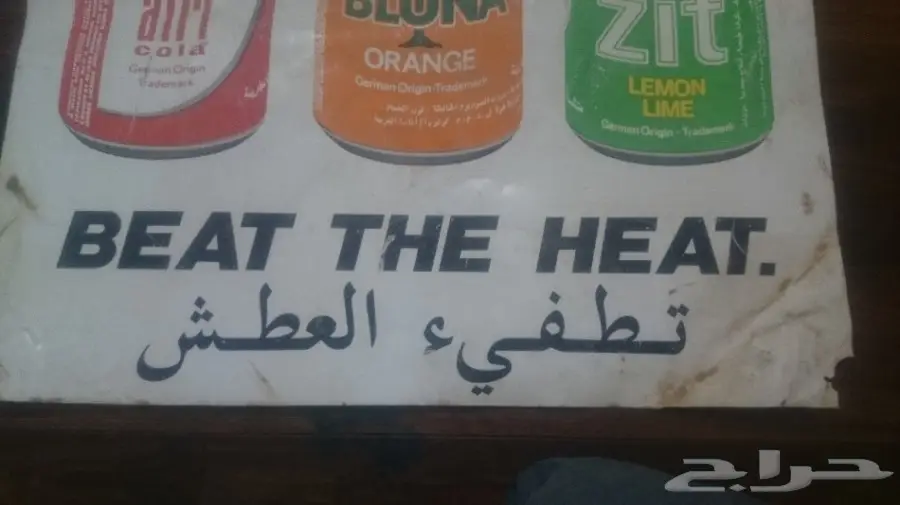 cola
German Origin
Trademark
BLUNA
ORANGE
German Origin-Trademark
Zit
LEMON
LIME
German Origin - Trademark
BEAT THE HEAT.
تطفيء العطش
حراج